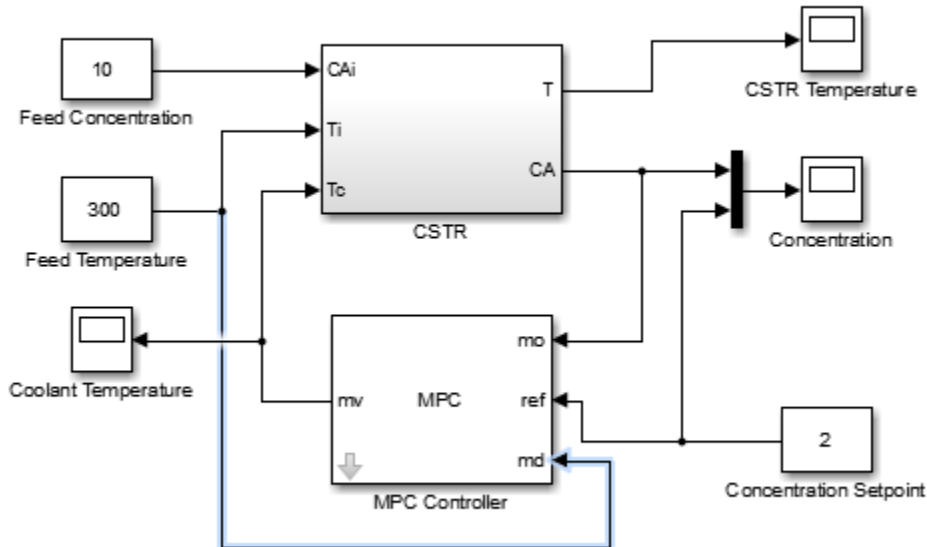 10
Feed Concentration
CAi
Ti
Tc
T
CA
CSTR
CSTR Temperature
300
Feed Temperature
Concentration
Coolant Temperature
mv
MPC
mo
ref
md
MPC Controller
2
Concentration Setpoint